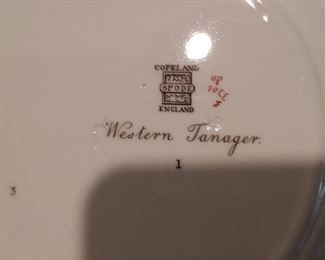 COPELAND
SPODE
ENGLAND
Western Tanager.
1
3